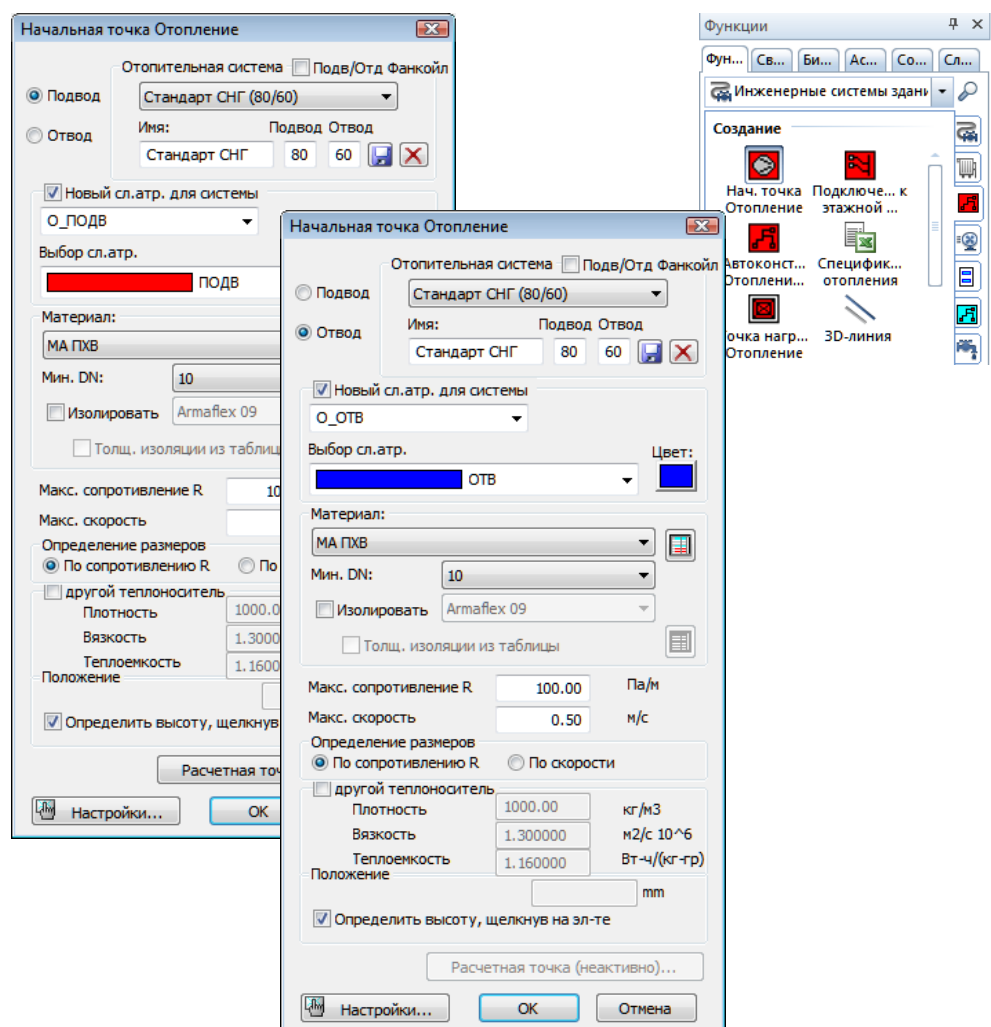 Начальная точка Отопление
Отопительная система Подв/Отд Фанкойл
Подвод
Стандарт СНГ (80/60)
Отвод
Имя: Подвод Отвод
Стандарт СНГ 80 60
Новый сл.атр. для системы
О_ПОДВ
Выбор сл.атр.
ПОДВ
Материал:
МА ПХВ
Мин. DN: 10
Изолировать Armaflex 09
Толщ. изоляции из таблиц
Макс. сопротивление R 10
Макс. скорость
Определение размеров
По сопротивлению R По
другой теплоноситель
Плотность 1000.0
Вязкость 1.3000
Теплоемкость 1.1600
Положение
Определить высоту, щелкнув
Расчетная точ
Настройки... OK
Начальная точка Отопление
Отопительная система Подв/Отд Фанкойл
Подвод
Стандарт СНГ (80/60)
Отвод
Имя: Подвод Отвод
Стандарт СНГ 80 60
Новый сл.атр. для системы
О_ОТВ
Выбор сл.атр. Цвет:
ОТВ
Материал:
МА ПХВ
Мин. DN: 10
Изолировать Armaflex 09
Толщ. изоляции из таблицы
Макс. сопротивление R 100.00 Па/м
Макс. скорость 0.50 м/с
Определение размеров
По сопротивлению R По скорости
другой теплоноситель
Плотность 1000.00 кг/м3
Вязкость 1.300000 м2/с 10^6
Теплоемкость 1.160000 Вт-ч/(кг-гр)
Положение
mm
Определить высоту, щелкнув на эл-те
Расчетная точка (неактивно)...
Настройки... OK Отмена
Функции
Фун... Св... Би... Ас... Со... Сл...
Инженерные системы здани
Создание
Нач. точка Подключе... к
Отопление этажной ...
Автоконст... Специфик...
Отоплени... отопления
очка нагр... 3D-линия
Отопление